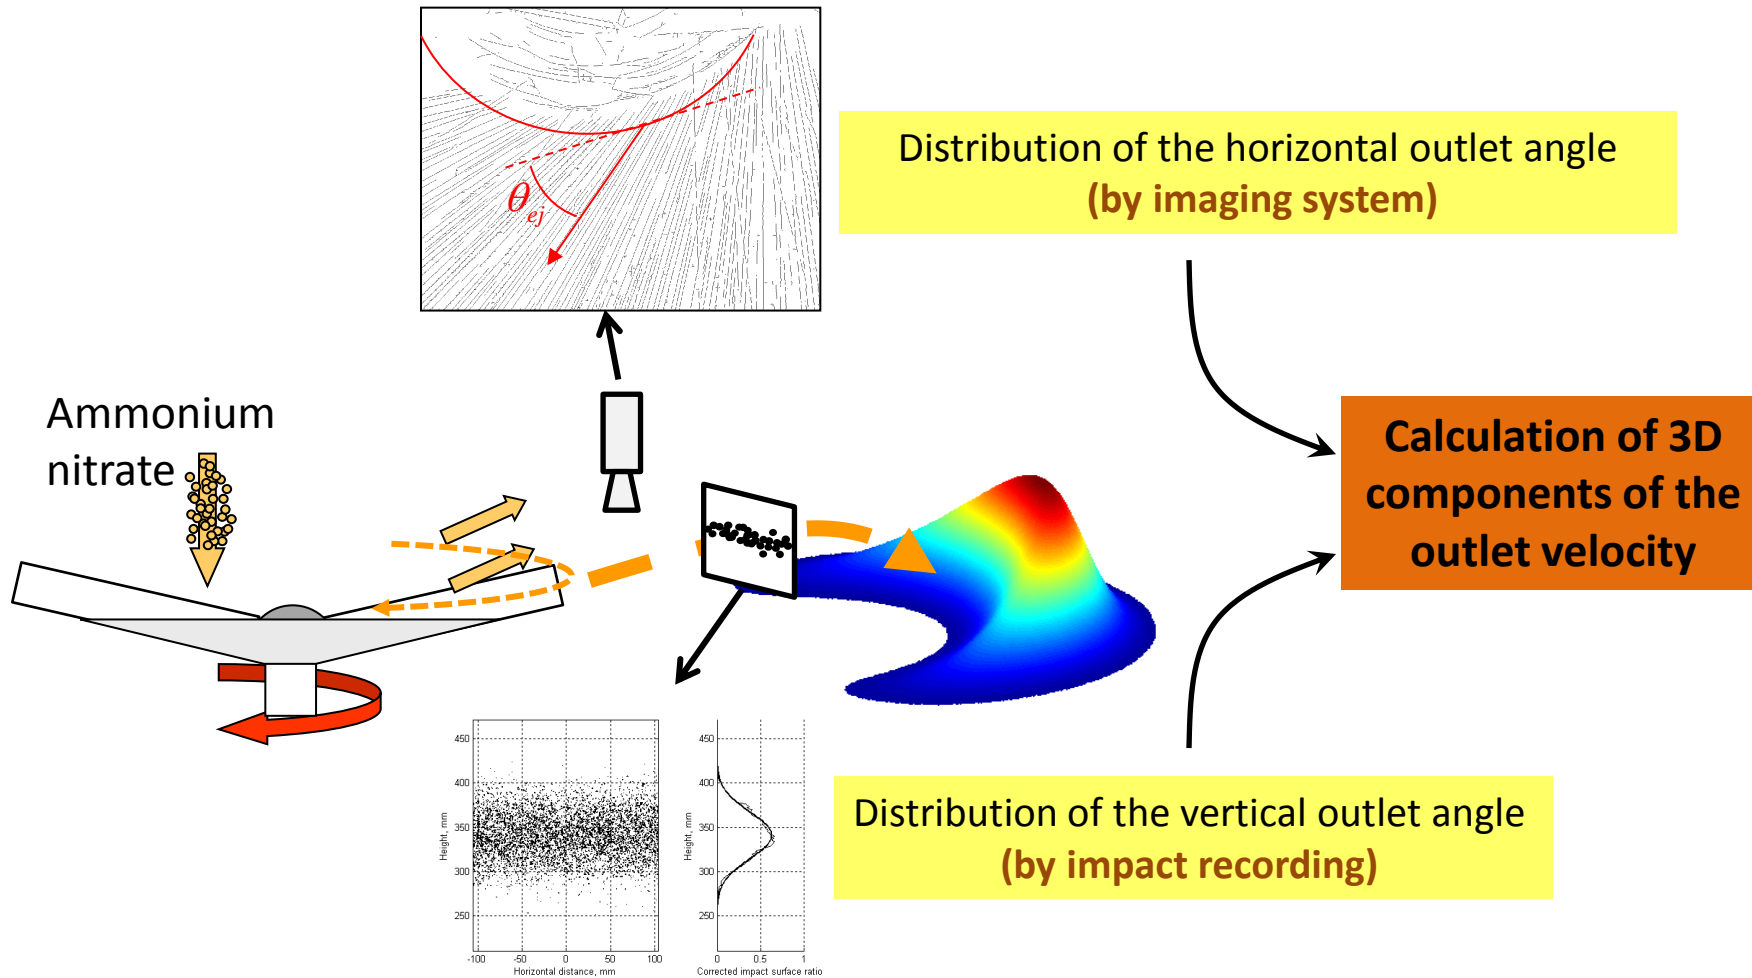 θej
Distribution of the horizontal outlet angle
(by imaging system)
Ammonium
nitrate
Calculation of 3D
components of the
outlet velocity
450
400
350
300
250
Height, mm
-100 -50 0 50 100
Horizontal distance, mm
450
400
350
300
250
Height, mm
0 0.5 1
Corrected impact surface ratio
Distribution of the vertical outlet angle
(by impact recording)